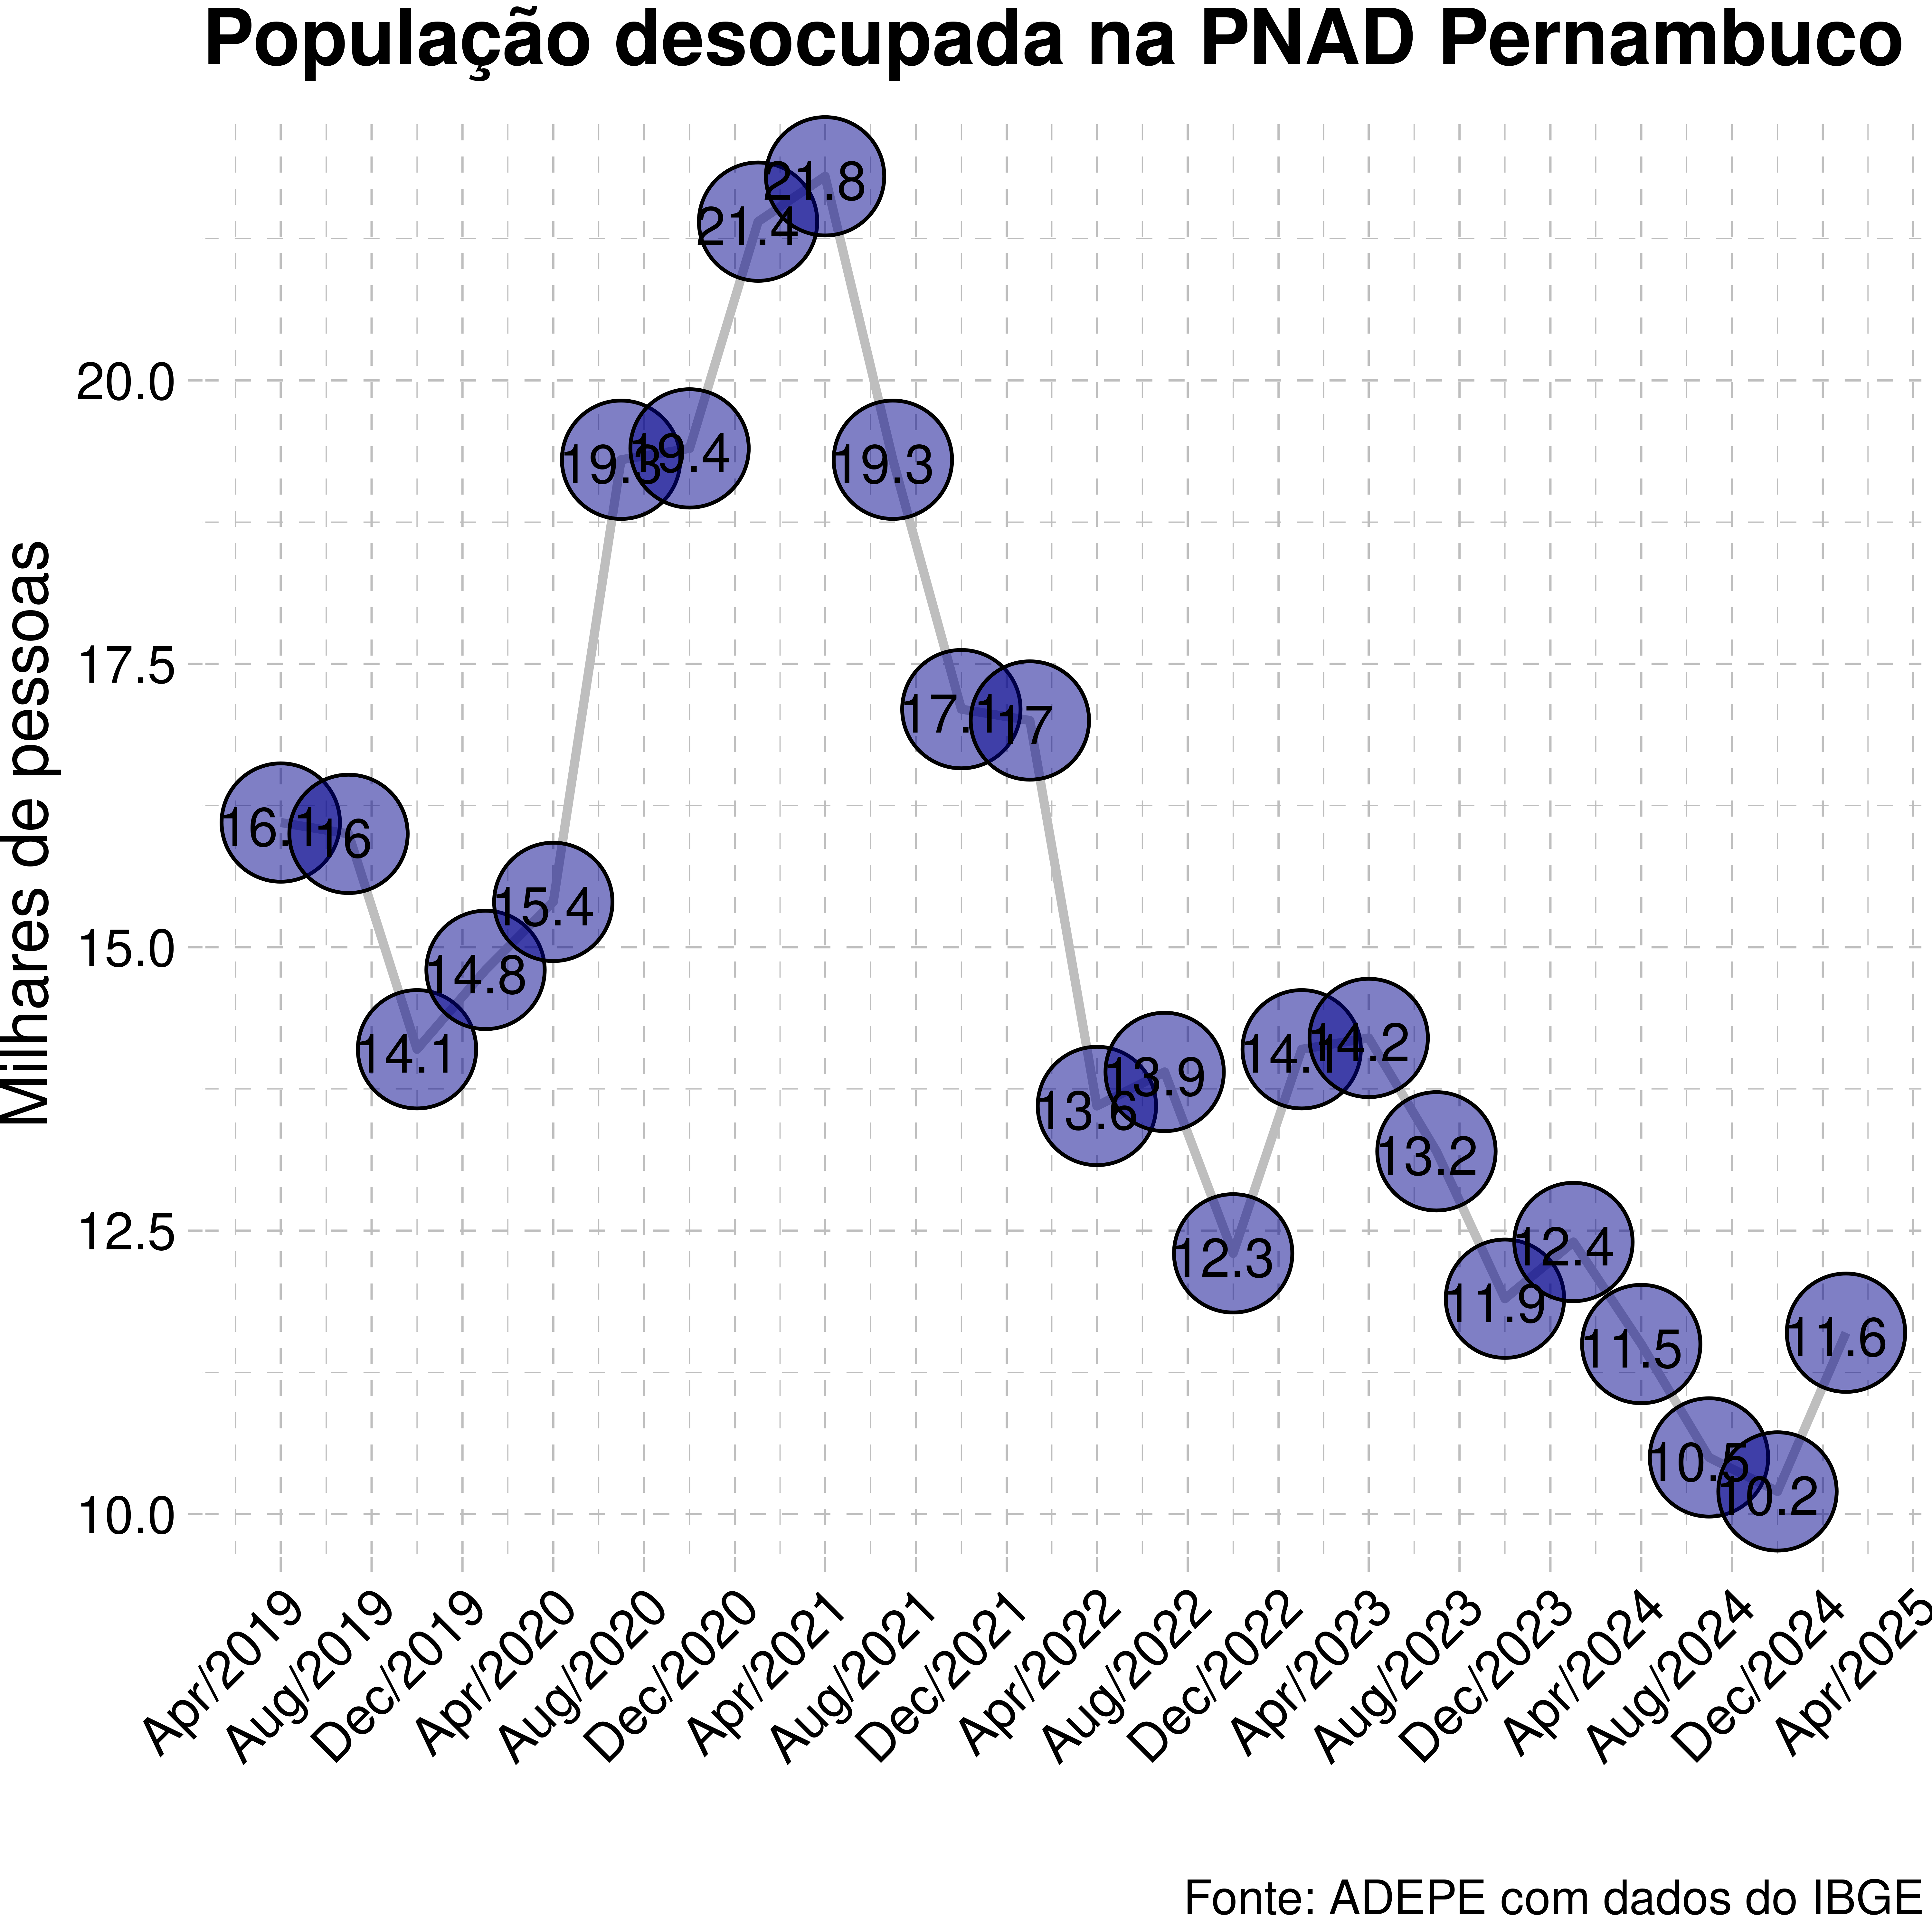 População desocupada na PNAD Pernambuco
Milhares de pessoas
20.0
17.5
15.0
12.5
10.0
16.1
16
14.1
14.8
15.4
19.3
19.4
21.4
21.8
19.3
17.1
17
13.6
13.9
12.3
14.1
14.2
13.2
11.9
12.4
11.5
10.5
10.2
11.6
Apr/2019
Aug/2019
Dec/2019
Apr/2020
Aug/2020
Dec/2020
Apr/2021
Aug/2021
Dec/2021
Apr/2022
Aug/2022
Dec/2022
Apr/2023
Aug/2023
Dec/2023
Apr/2024
Aug/2024
Dec/2024
Apr/2025
Fonte: ADEPE com dados do IBGE